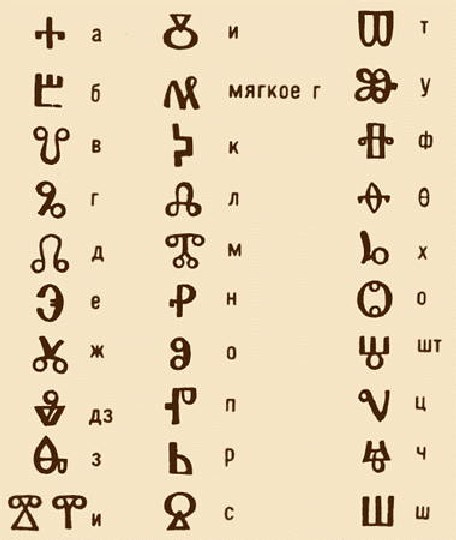 Ⰰ а
Ⰱ б
Ⰲ в
Ⰳ г
Ⰴ д
Ⰵ е
Ⰶ ж
Ⰷ дз
Ⰸ з
Ⰹ Ⰺ и
Ⰻ и
Ⰼ мягкое г
Ⰽ к
Ⰾ л
Ⰿ м
Ⱀ н
Ⱁ о
Ⱂ п
Ⱃ р
Ⱄ с
Ⱅ т
Ⱆ у
Ⱇ ф
Ⱚ ѳ
Ⱈ х
Ⱉ о
Ⱋ шт
Ⱌ ц
Ⱍ ч
Ⱎ ш